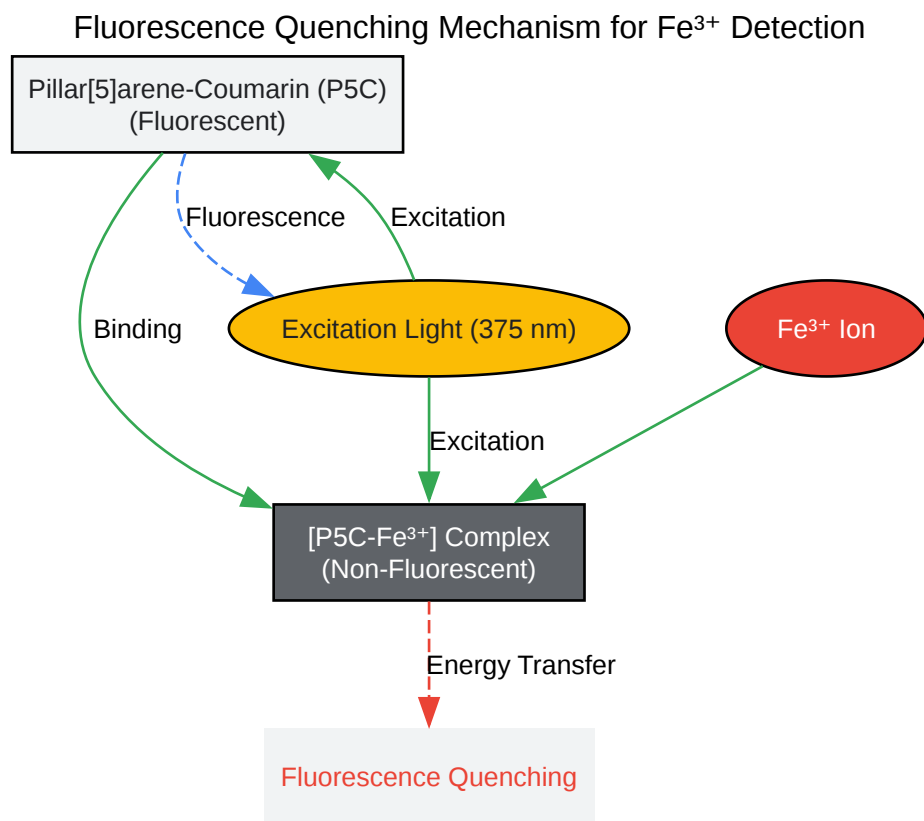 Fluorescence Quenching Mechanism for Fe³⁺ Detection
Pillar[5]arene-Coumarin (P5C)
(Fluorescent)
Fluorescence
Excitation
Binding
Excitation Light (375 nm)
Fe³⁺ Ion
Excitation
[P5C-Fe³⁺] Complex
(Non-Fluorescent)
Energy Transfer
Fluorescence Quenching